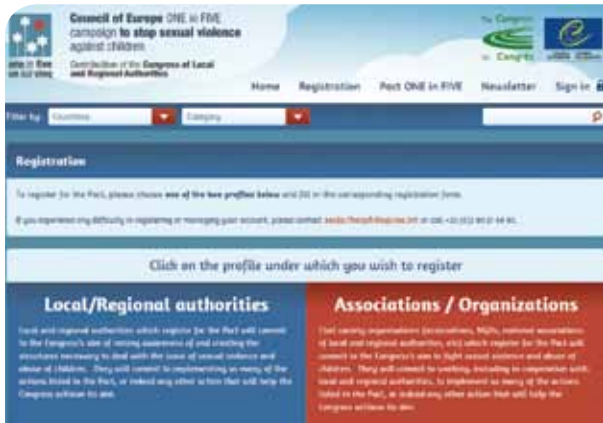 Council of Europe ONE in FIVE
campaign to stop sexual violence
against children
Contribution of the Congress of Local
and Regional Authorities
The Congress
Le Congrès
Home Registration Pact ONE in FIVE Newsletter Sign in
Filter by Countries Category
Registration
To register for the Pact, please choose one of the two profiles below and fill in the corresponding registration form.
If you experience any difficulty in registering or managing your account, please contact or call
Click on the profile under which you wish to register
Local/Regional authorities
Local and regional authorities which register for the Pact will commit
to the Congress's aim of raising awareness of and creating the
structures necessary to deal with the issue of sexual violence and
abuse of children. They will commit to implementing as many of the
actions listed in the Pact, or indeed any other action that will help the
Congress achieve its aim.
Associations / Organizations
Civil society organisations (associations, NGOs, national associations
of local and regional authorities, etc) which register for the Pact will
commit to the Congress's aim to fight sexual violence and abuse of
children. They will commit to working, including in cooperation with
local and regional authorities, to implement as many of the actions
listed in the Pact, or indeed any other action that will help the
Congress achieve its aim.